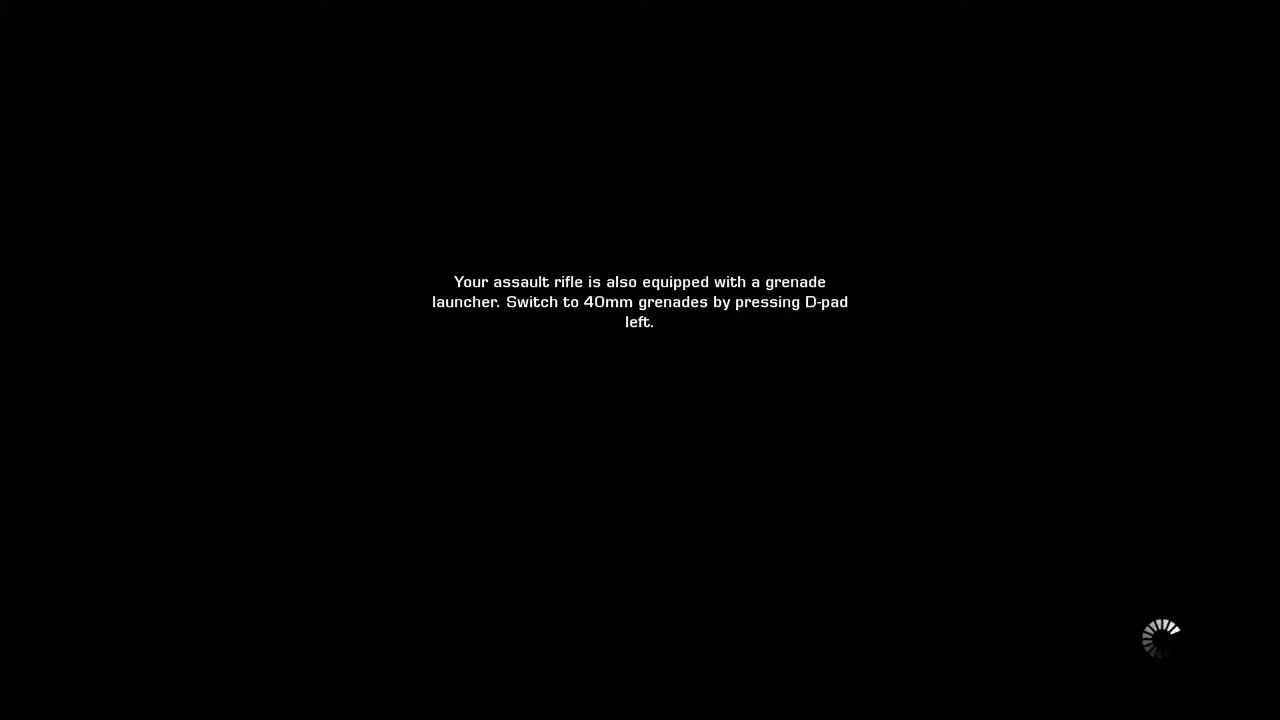 Your assault rifle is also equipped with a grenade
launcher. Switch to 40mm grenades by pressing D-pad
left.